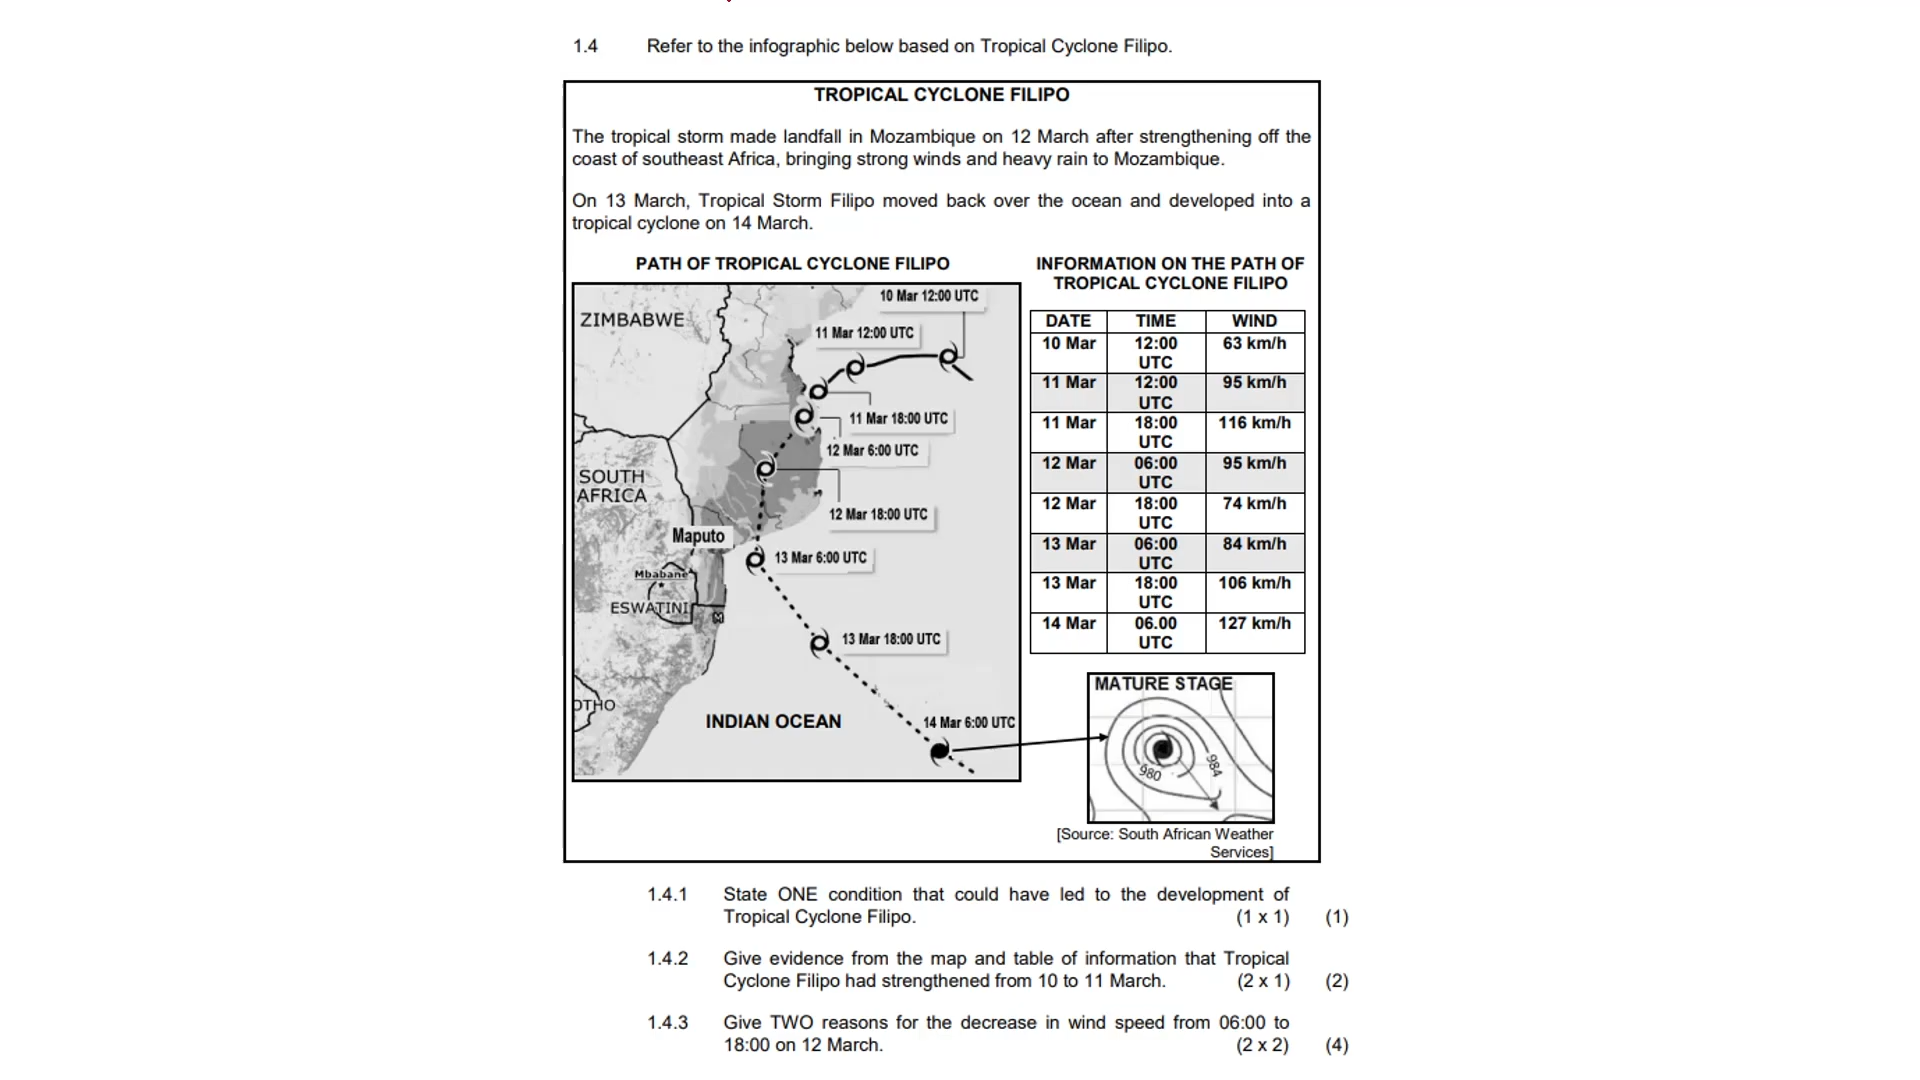 1.4 Refer to the infographic below based on Tropical Cyclone Filipo.
TROPICAL CYCLONE FILIPO
The tropical storm made landfall in Mozambique on 12 March after strengthening off the
coast of southeast Africa, bringing strong winds and heavy rain to Mozambique.
On 13 March, Tropical Storm Filipo moved back over the ocean and developed into a
tropical cyclone on 14 March.
PATH OF TROPICAL CYCLONE FILIPO
10 Mar 12:00 UTC
ZIMBABWE
11 Mar 12:00 UTC
11 Mar 18:00 UTC
12 Mar 6:00 UTC
SOUTH
AFRICA
12 Mar 18:00 UTC
Maputo
13 Mar 6:00 UTC
Mbabane
ESWATINI
M
13 Mar 18:00 UTC
OTHO
INDIAN OCEAN
14 Mar 6:00 UTC
INFORMATION ON THE PATH OF
TROPICAL CYCLONE FILIPO
DATE TIME WIND
10 Mar 12:00 63 km/h
UTC
11 Mar 12:00 95 km/h
UTC
11 Mar 18:00 116 km/h
UTC
12 Mar 06:00 95 km/h
UTC
12 Mar 18:00 74 km/h
UTC
13 Mar 06:00 84 km/h
UTC
13 Mar 18:00 106 km/h
UTC
14 Mar 06.00 127 km/h
UTC
MATURE STAGE
980
984
[Source: South African Weather
Services]
1.4.1 State ONE condition that could have led to the development of
Tropical Cyclone Filipo. (1 x 1) (1)
1.4.2 Give evidence from the map and table of information that Tropical
Cyclone Filipo had strengthened from 10 to 11 March. (2 x 1) (2)
1.4.3 Give TWO reasons for the decrease in wind speed from 06:00 to
18:00 on 12 March. (2 x 2) (4)